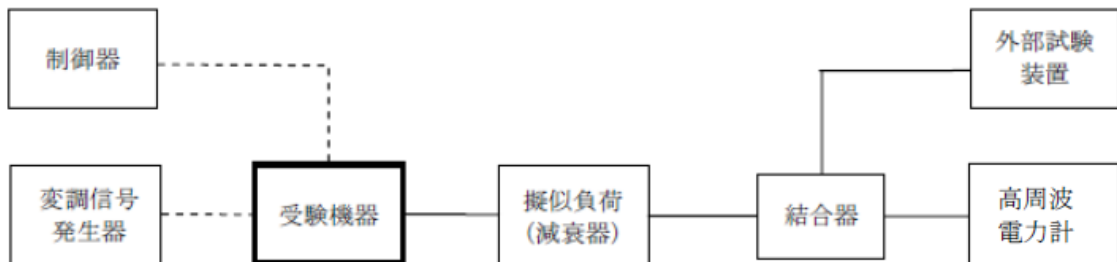 制御器
外部試験
装置
変調信号
発生器
受験機器
擬似負荷
(減衰器)
結合器
高周波
電力計